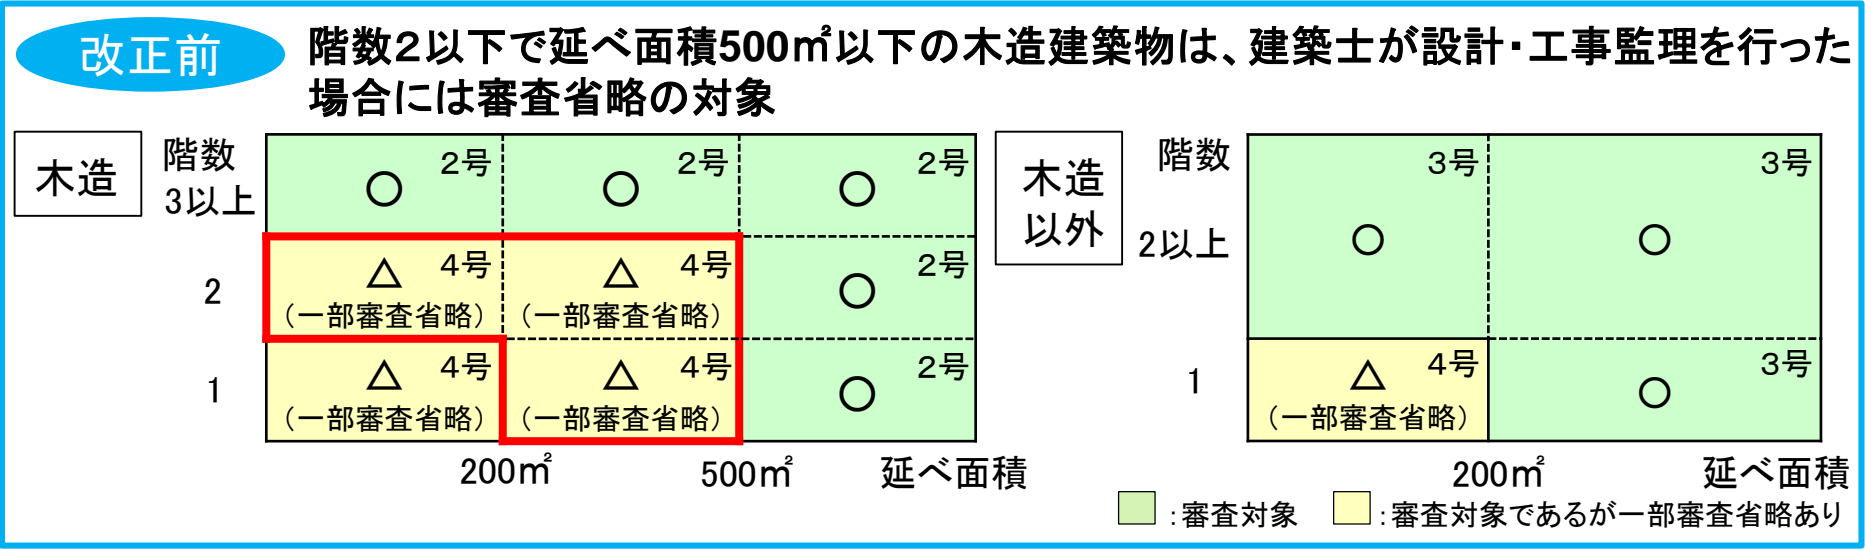 改正前
階数２以下で延べ面積500㎡以下の木造建築物は、建築士が設計・工事監理を行った
場合には審査省略の対象
木造
階数
3以上
○ 2号
○ 2号
○ 2号
2
△ 4号
（一部審査省略）
△ 4号
（一部審査省略）
○ 2号
1
△ 4号
（一部審査省略）
△ 4号
（一部審査省略）
○ 2号
200㎡
500㎡
延べ面積
木造
以外
階数
2以上
○ 3号
○ 3号
1
△ 4号
（一部審査省略）
○ 3号
200㎡
延べ面積
：審査対象
：審査対象であるが一部審査省略あり